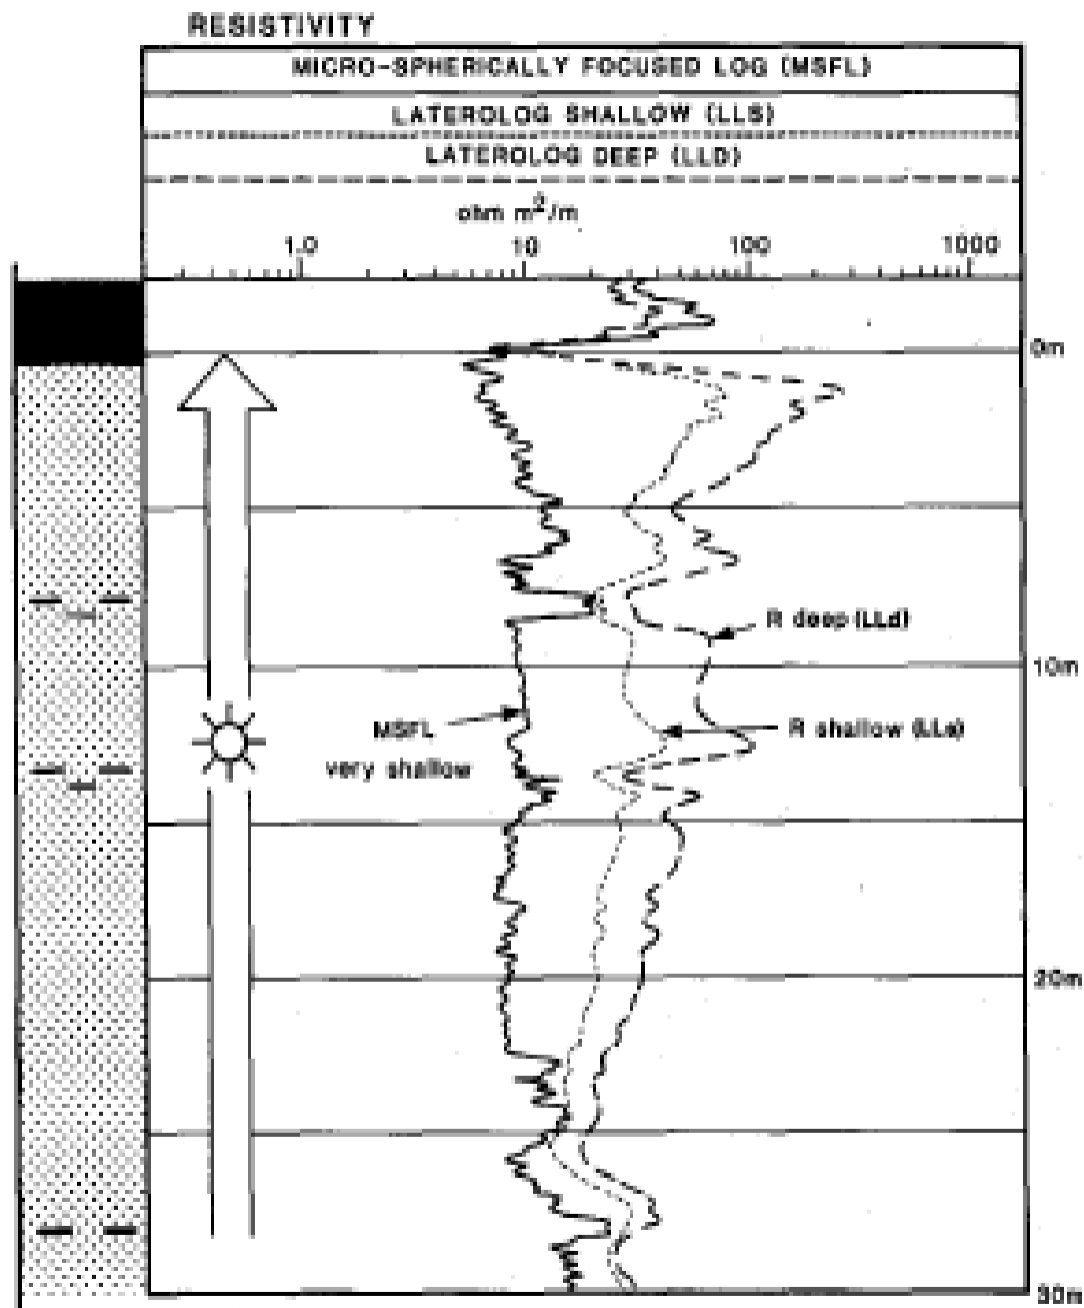 RESISTIVITY
MICRO-SPHERICALLY FOCUSED LOG (MSFL)
LATEROLOG SHALLOW (LLS)
LATEROLOG DEEP (LLD)
ohm m²/m
1.0 10 100 1000
0m
R deep (LLd)
10m
MSFL
very shallow
R shallow (LLs)
20m
30m